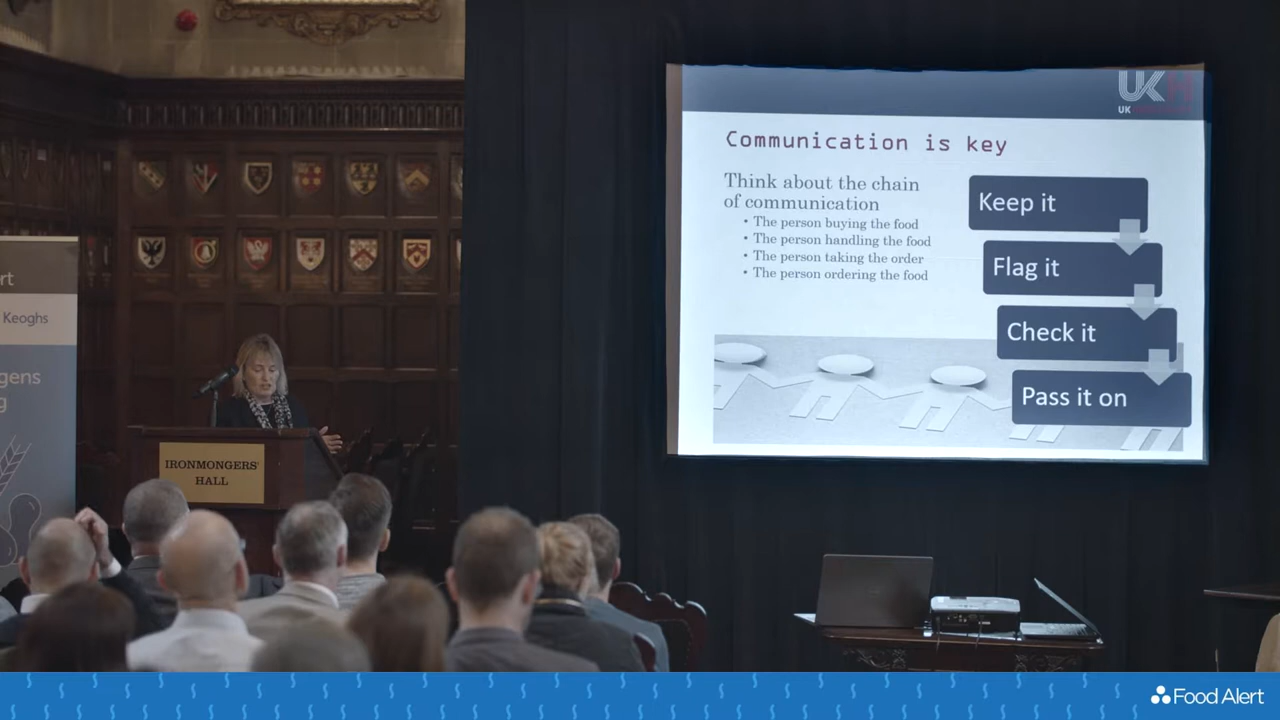 rt
Keoghs
gens
g
IRONMONGERS'
HALL
UKH
UK
Communication is key
Think about the chain
of communication
• The person buying the food
• The person handling the food
• The person taking the order
• The person ordering the food
Keep it
Flag it
Check it
Pass it on
Food Alert